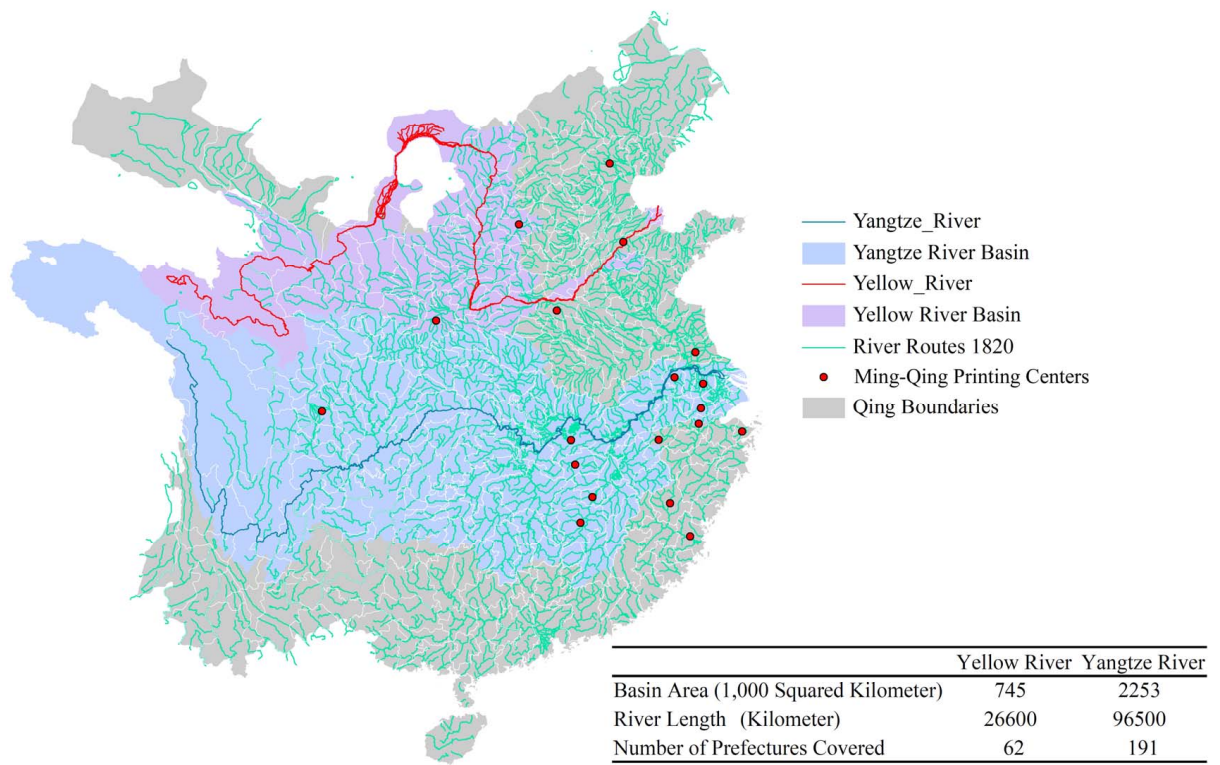 Yangtze_River
Yangtze River Basin
Yellow_River
Yellow River Basin
River Routes 1820
Ming-Qing Printing Centers
Qing Boundaries
Yellow River Yangtze River
Basin Area (1,000 Squared Kilometer) 745 2253
River Length (Kilometer) 26600 96500
Number of Prefectures Covered 62 191